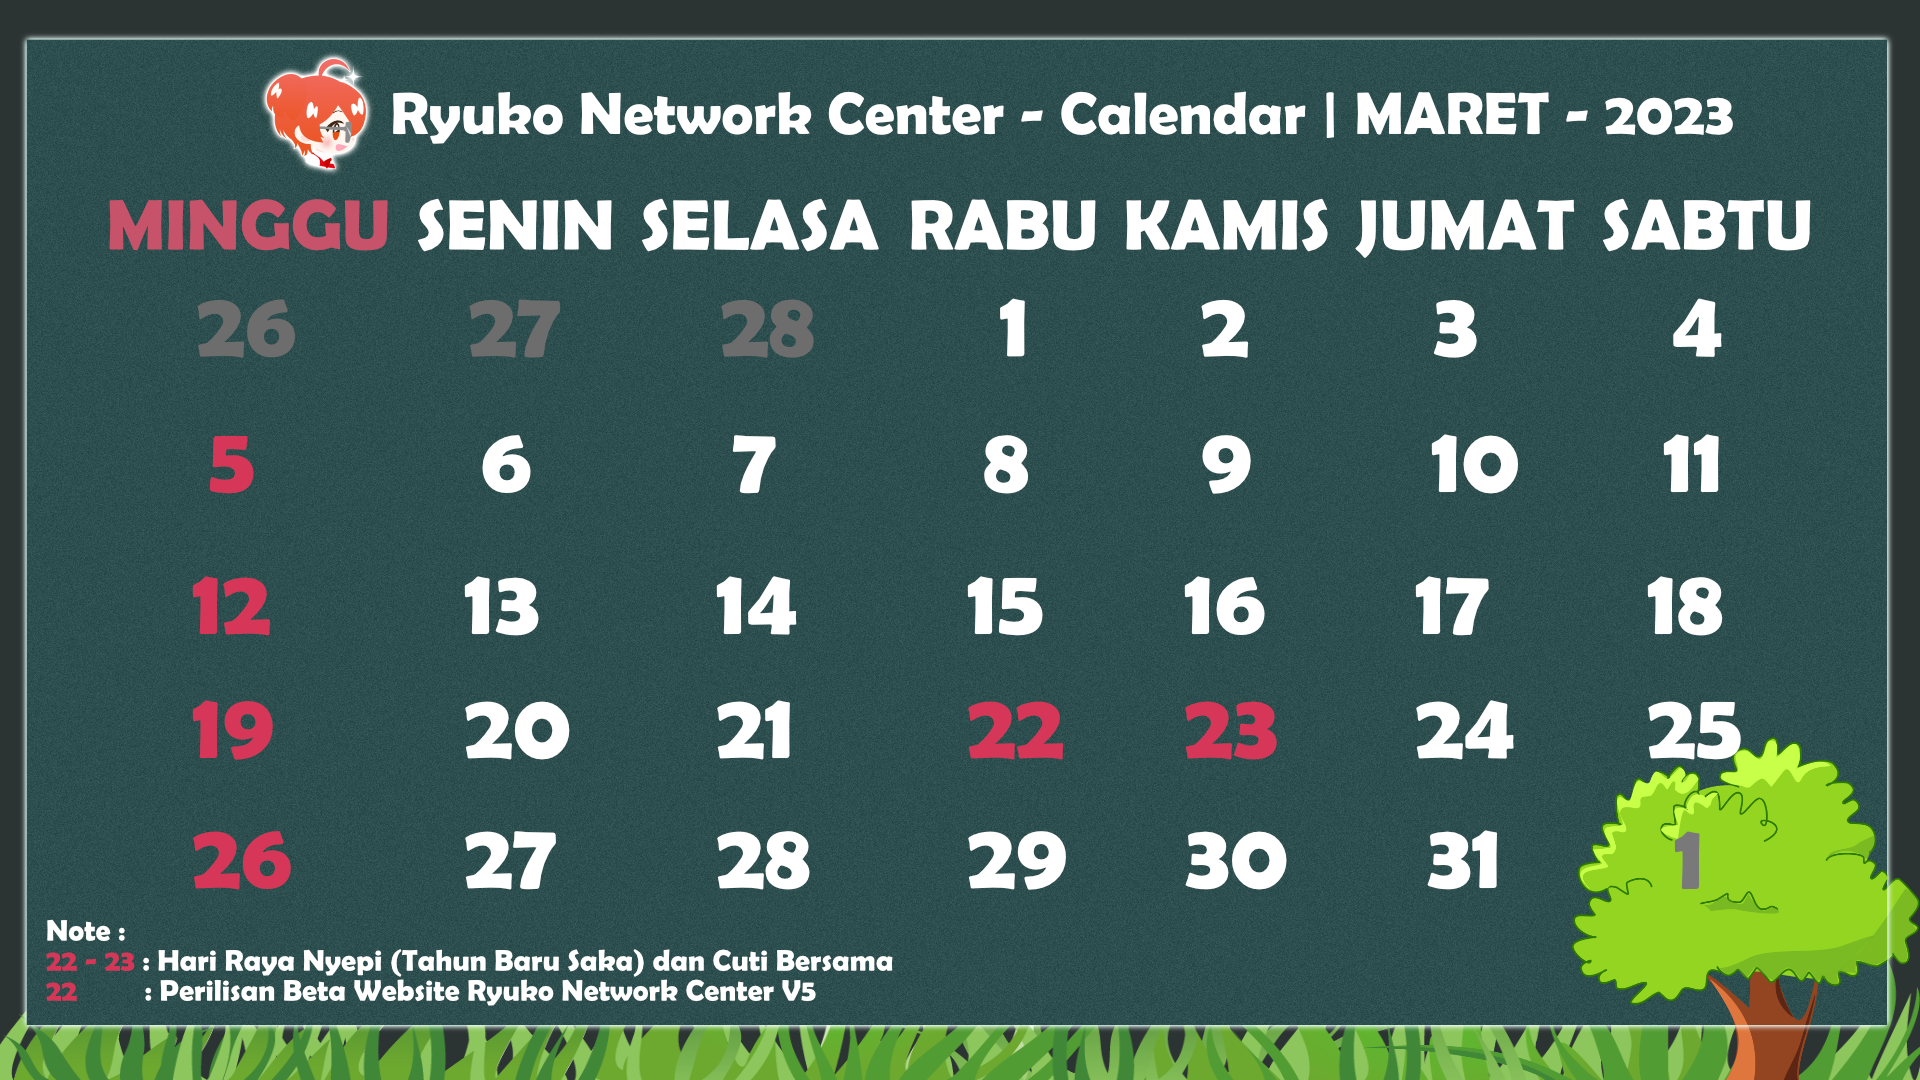 Ryuko Network Center - Calendar | MARET - 2023
MINGGU SENIN SELASA RABU KAMIS JUMAT SABTU
26 27 28 1 2 3 4
5 6 7 8 9 10 11
12 13 14 15 16 17 18
19 20 21 22 23 24 25
26 27 28 29 30 31 1
Note :
22 - 23 : Hari Raya Nyepi (Tahun Baru Saka) dan Cuti Bersama
22 : Perilisan Beta Website Ryuko Network Center V5